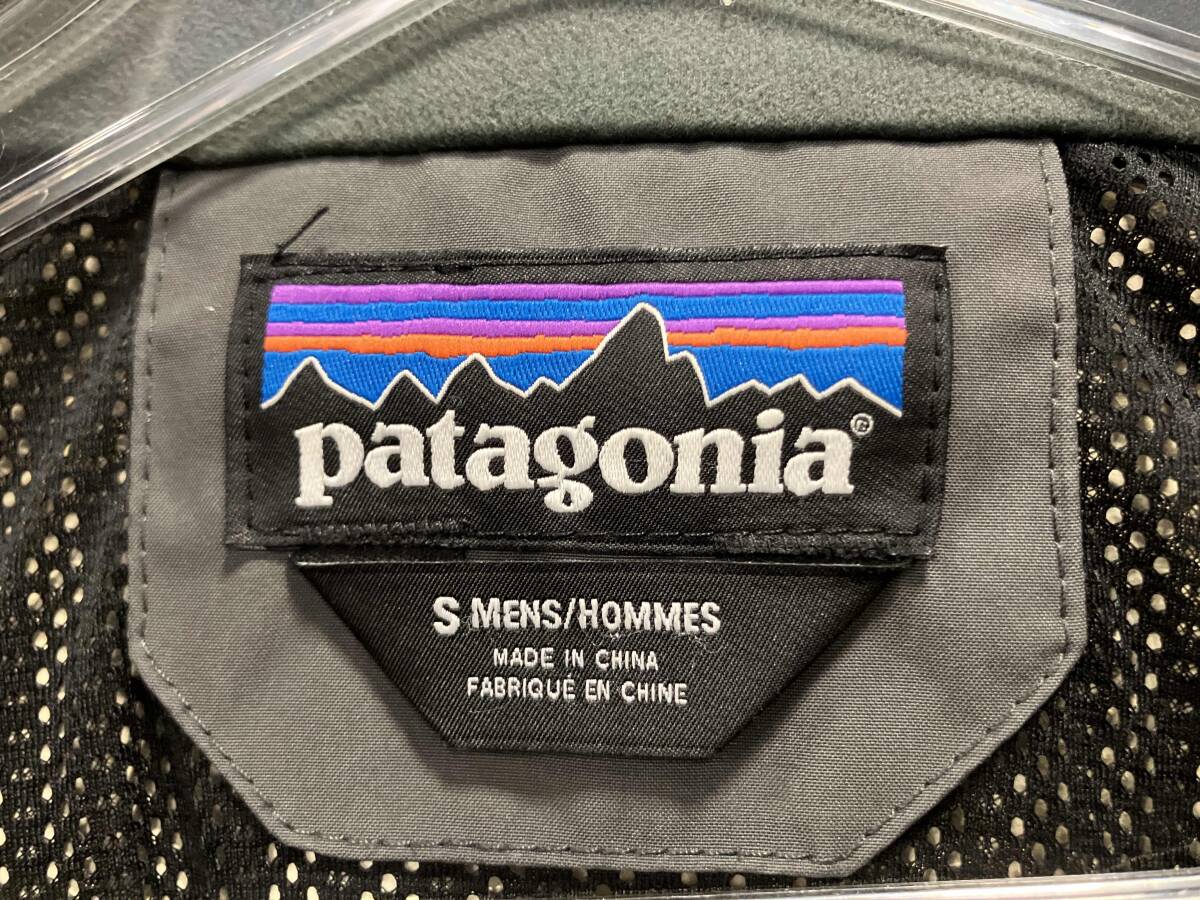 patagonia®
S MENS/HOMMES
MADE IN CHINA
FABRIQUÉ EN CHINE